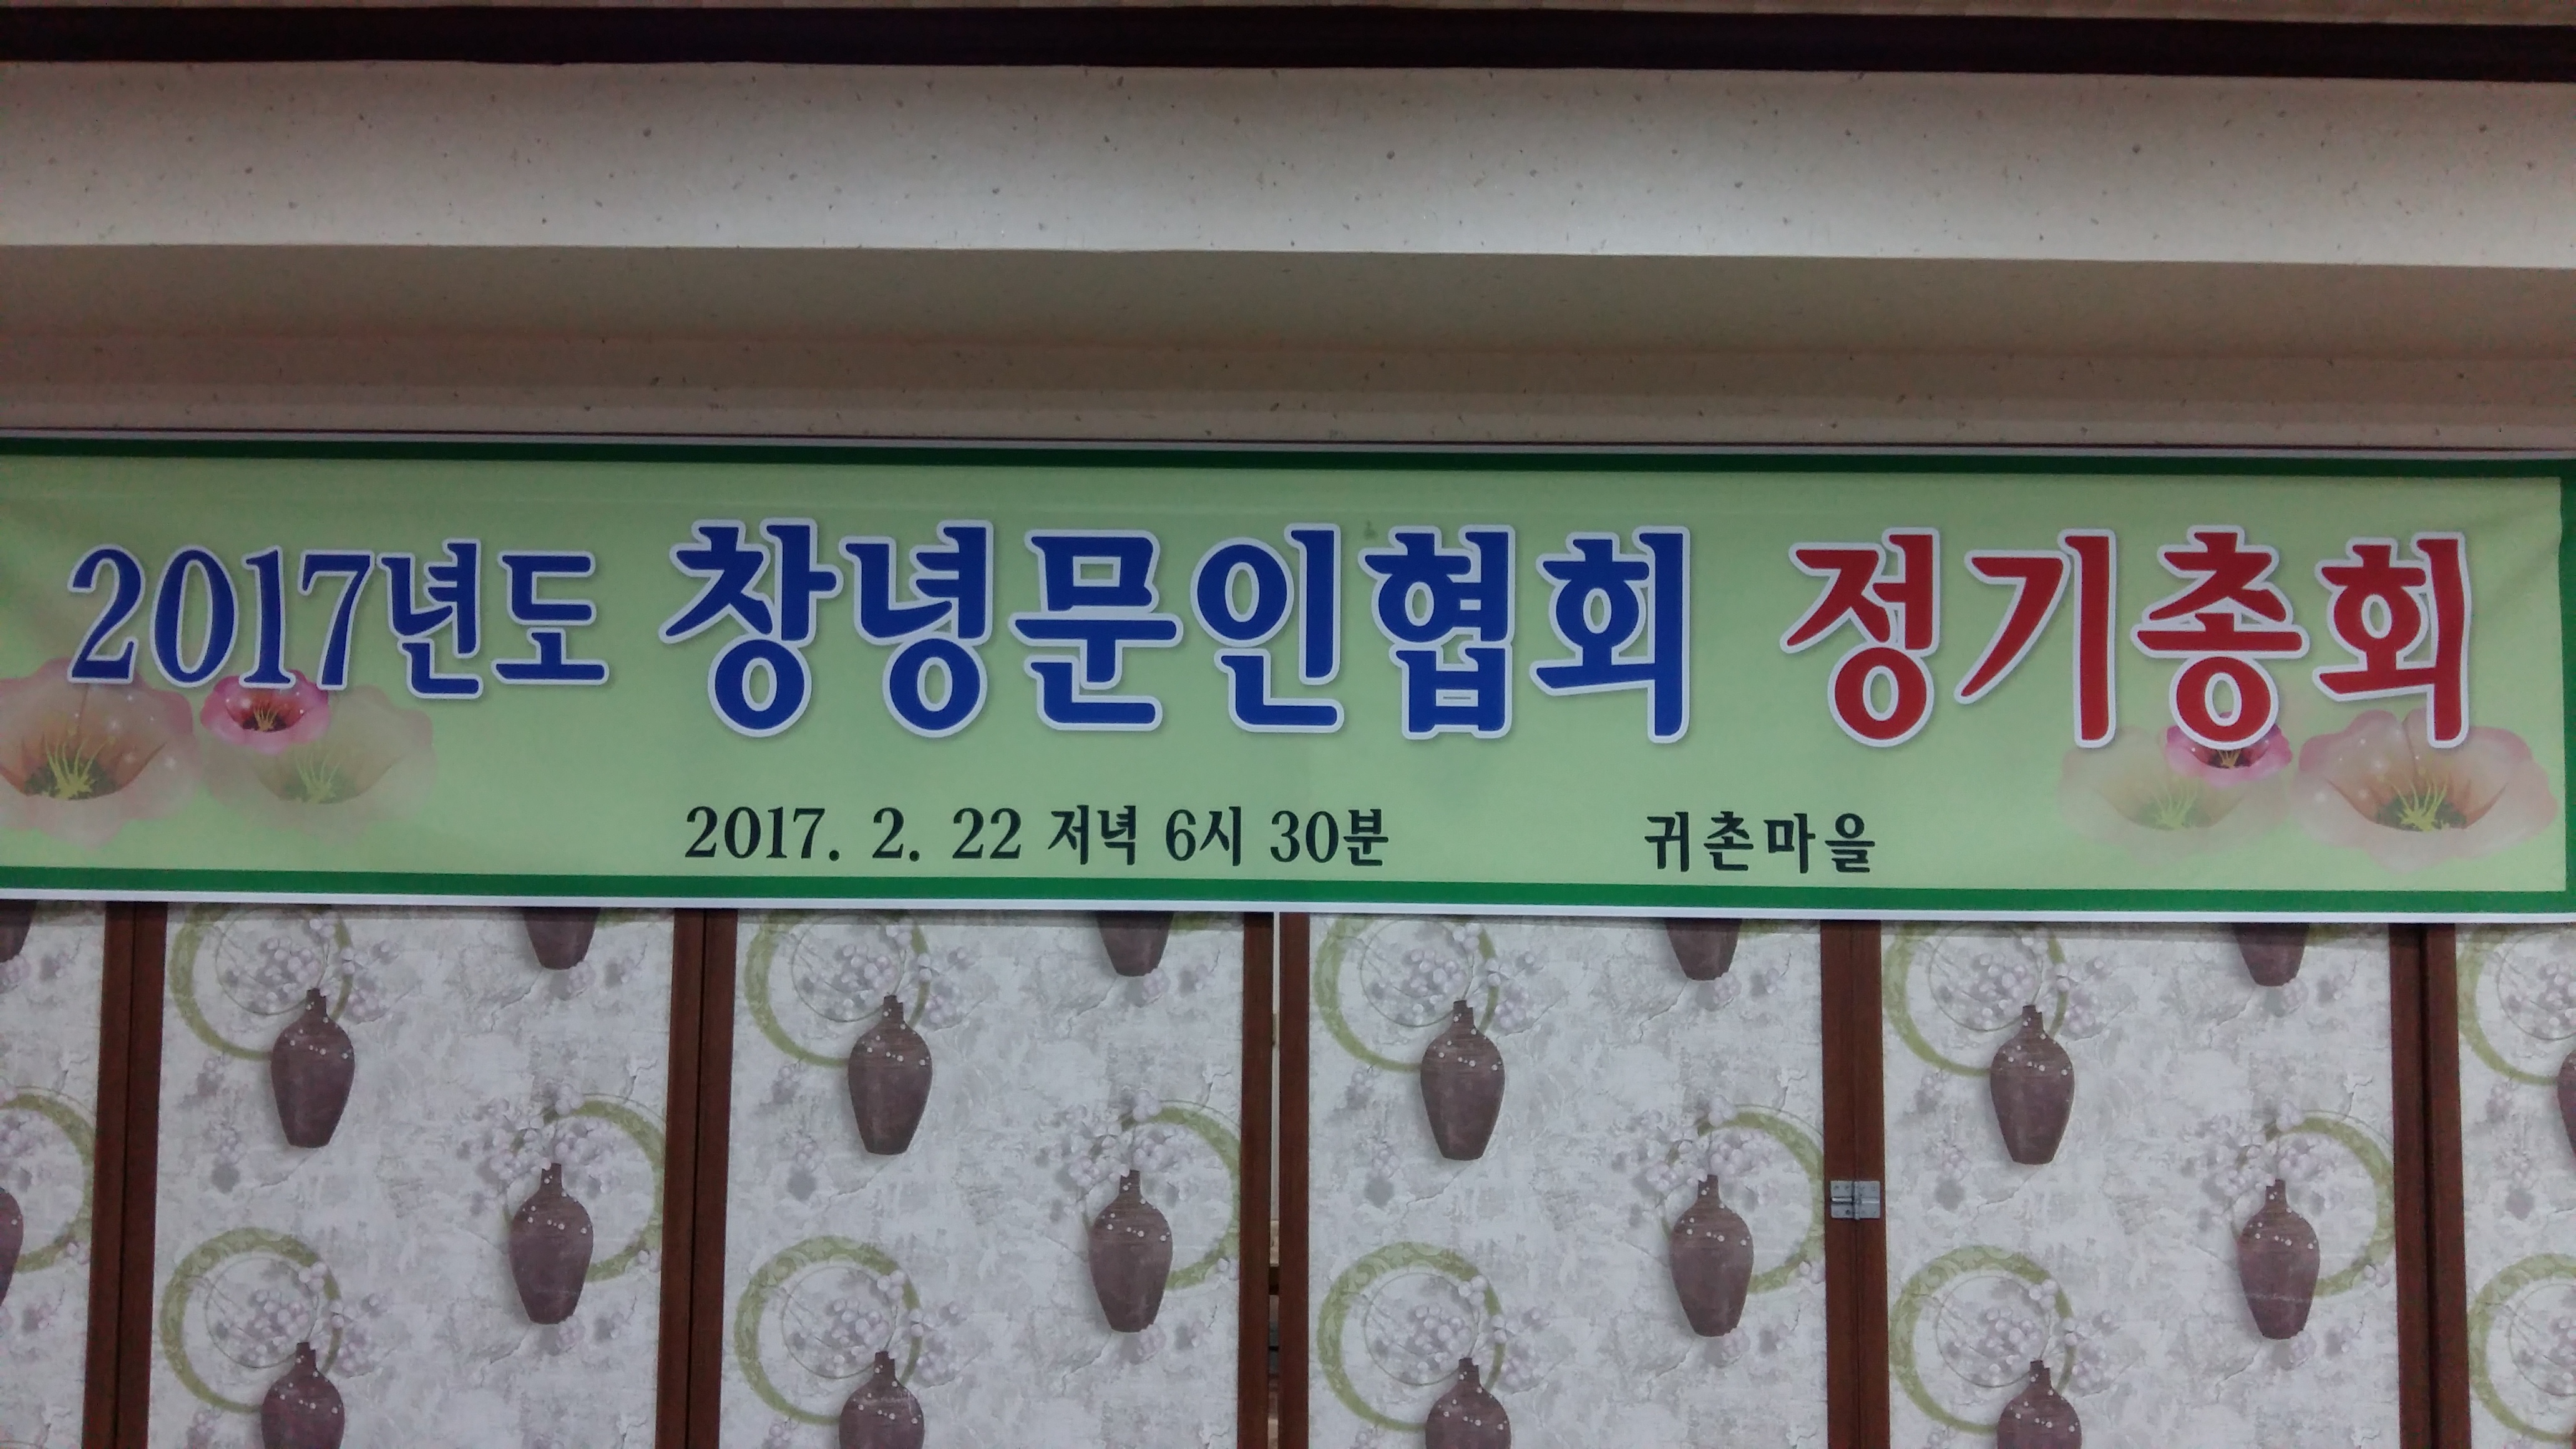 2017년도 창녕문인협회 정기총회
2017. 2. 22 저녁 6시 30분 귀촌마을